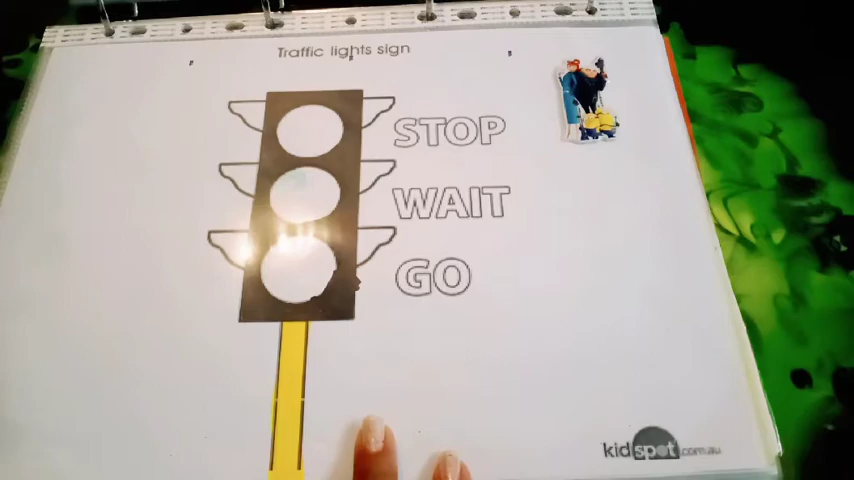 Traffic lights sign
STOP
WAIT
GO
kidspot.com.au